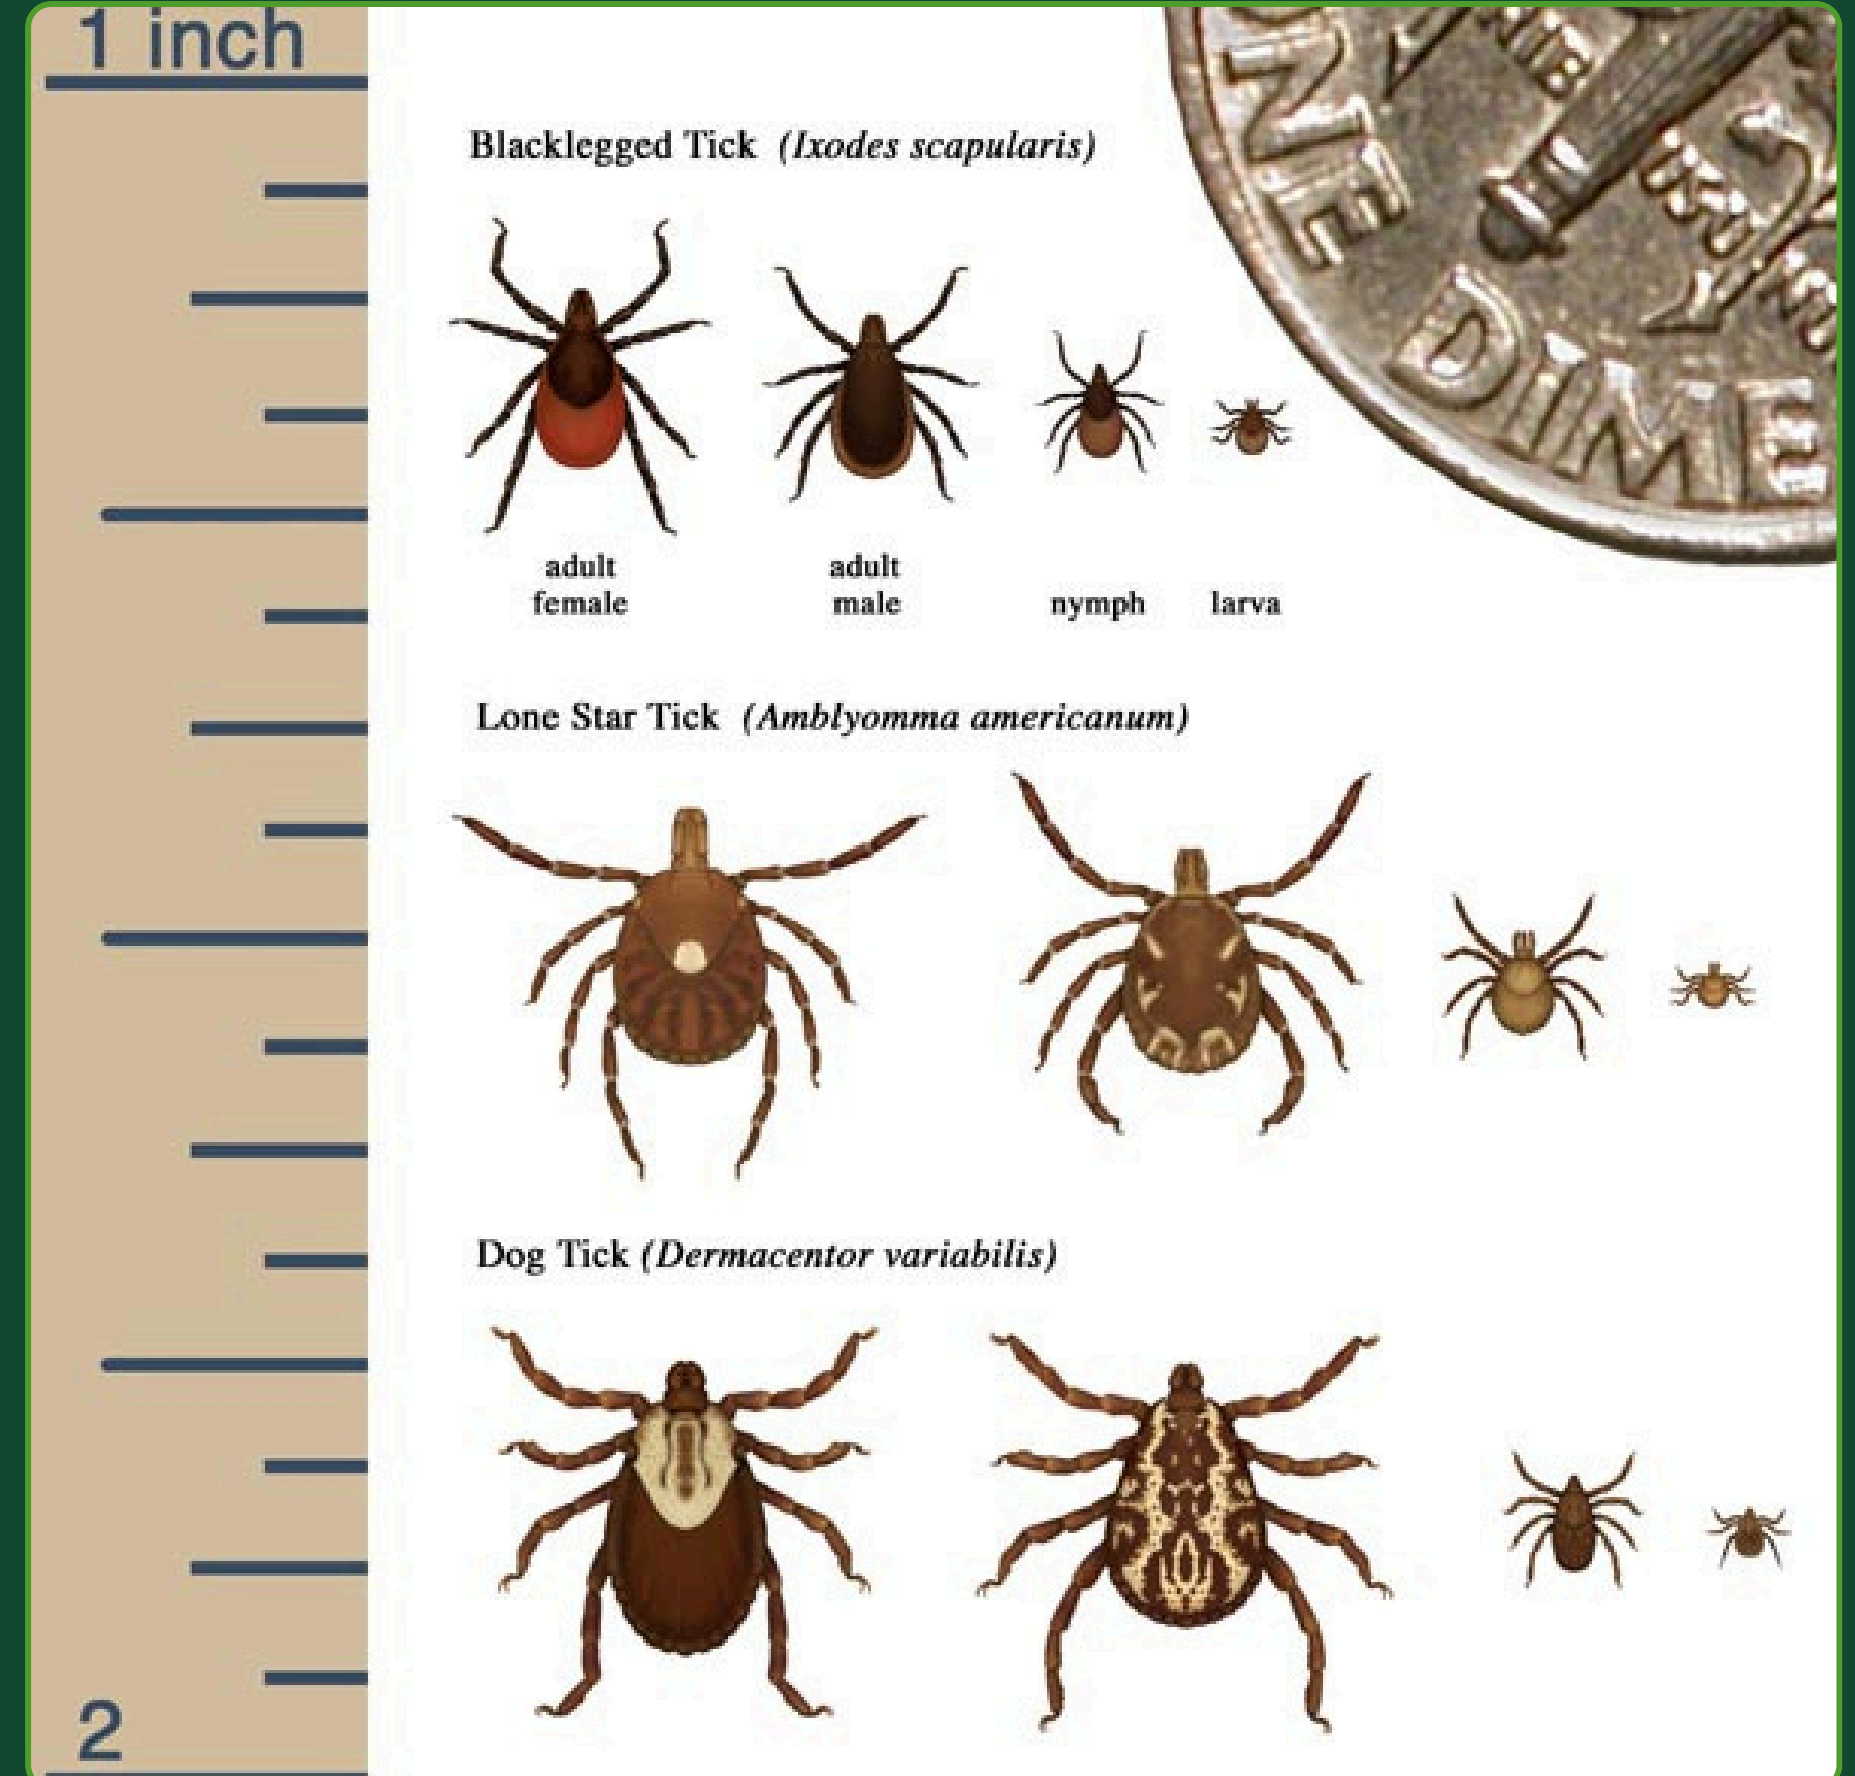 1 inch
Blacklegged Tick (Ixodes scapularis)
ONE
DIME
adult
female
adult
male
nymph
larva
Lone Star Tick (Amblyomma americanum)
Dog Tick (Dermacentor variabilis)
2